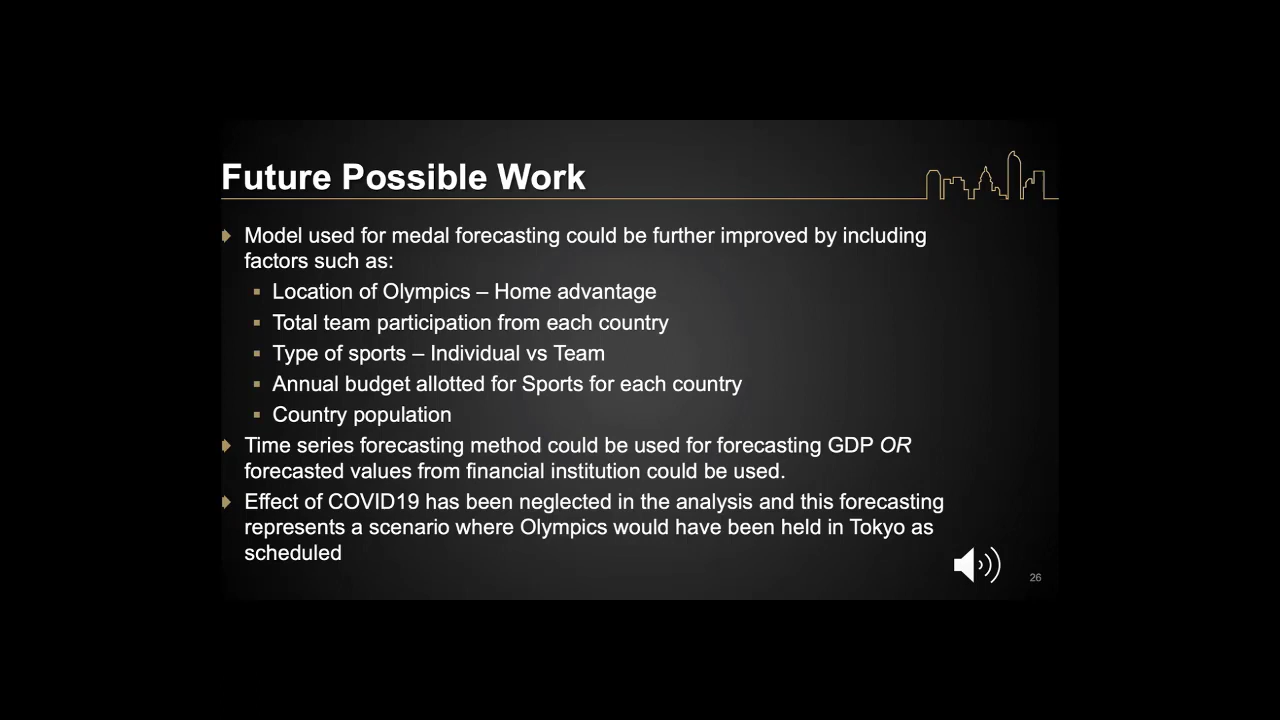 Future Possible Work
Model used for medal forecasting could be further improved by including
factors such as:
Location of Olympics – Home advantage
Total team participation from each country
Type of sports – Individual vs Team
Annual budget allotted for Sports for each country
Country population
Time series forecasting method could be used for forecasting GDP OR
forecasted values from financial institution could be used.
Effect of COVID19 has been neglected in the analysis and this forecasting
represents a scenario where Olympics would have been held in Tokyo as
scheduled
26